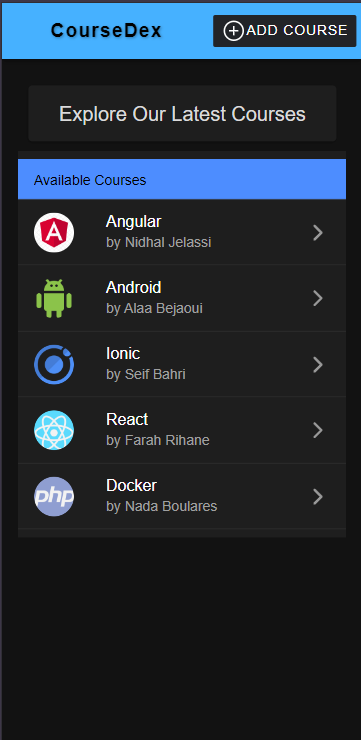 CourseDex
ADD COURSE
Explore Our Latest Courses
Available Courses
Angular
by Nidhal Jelassi
Android
by Alaa Bejaoui
Ionic
by Seif Bahri
React
by Farah Rihane
php
Docker
by Nada Boulares